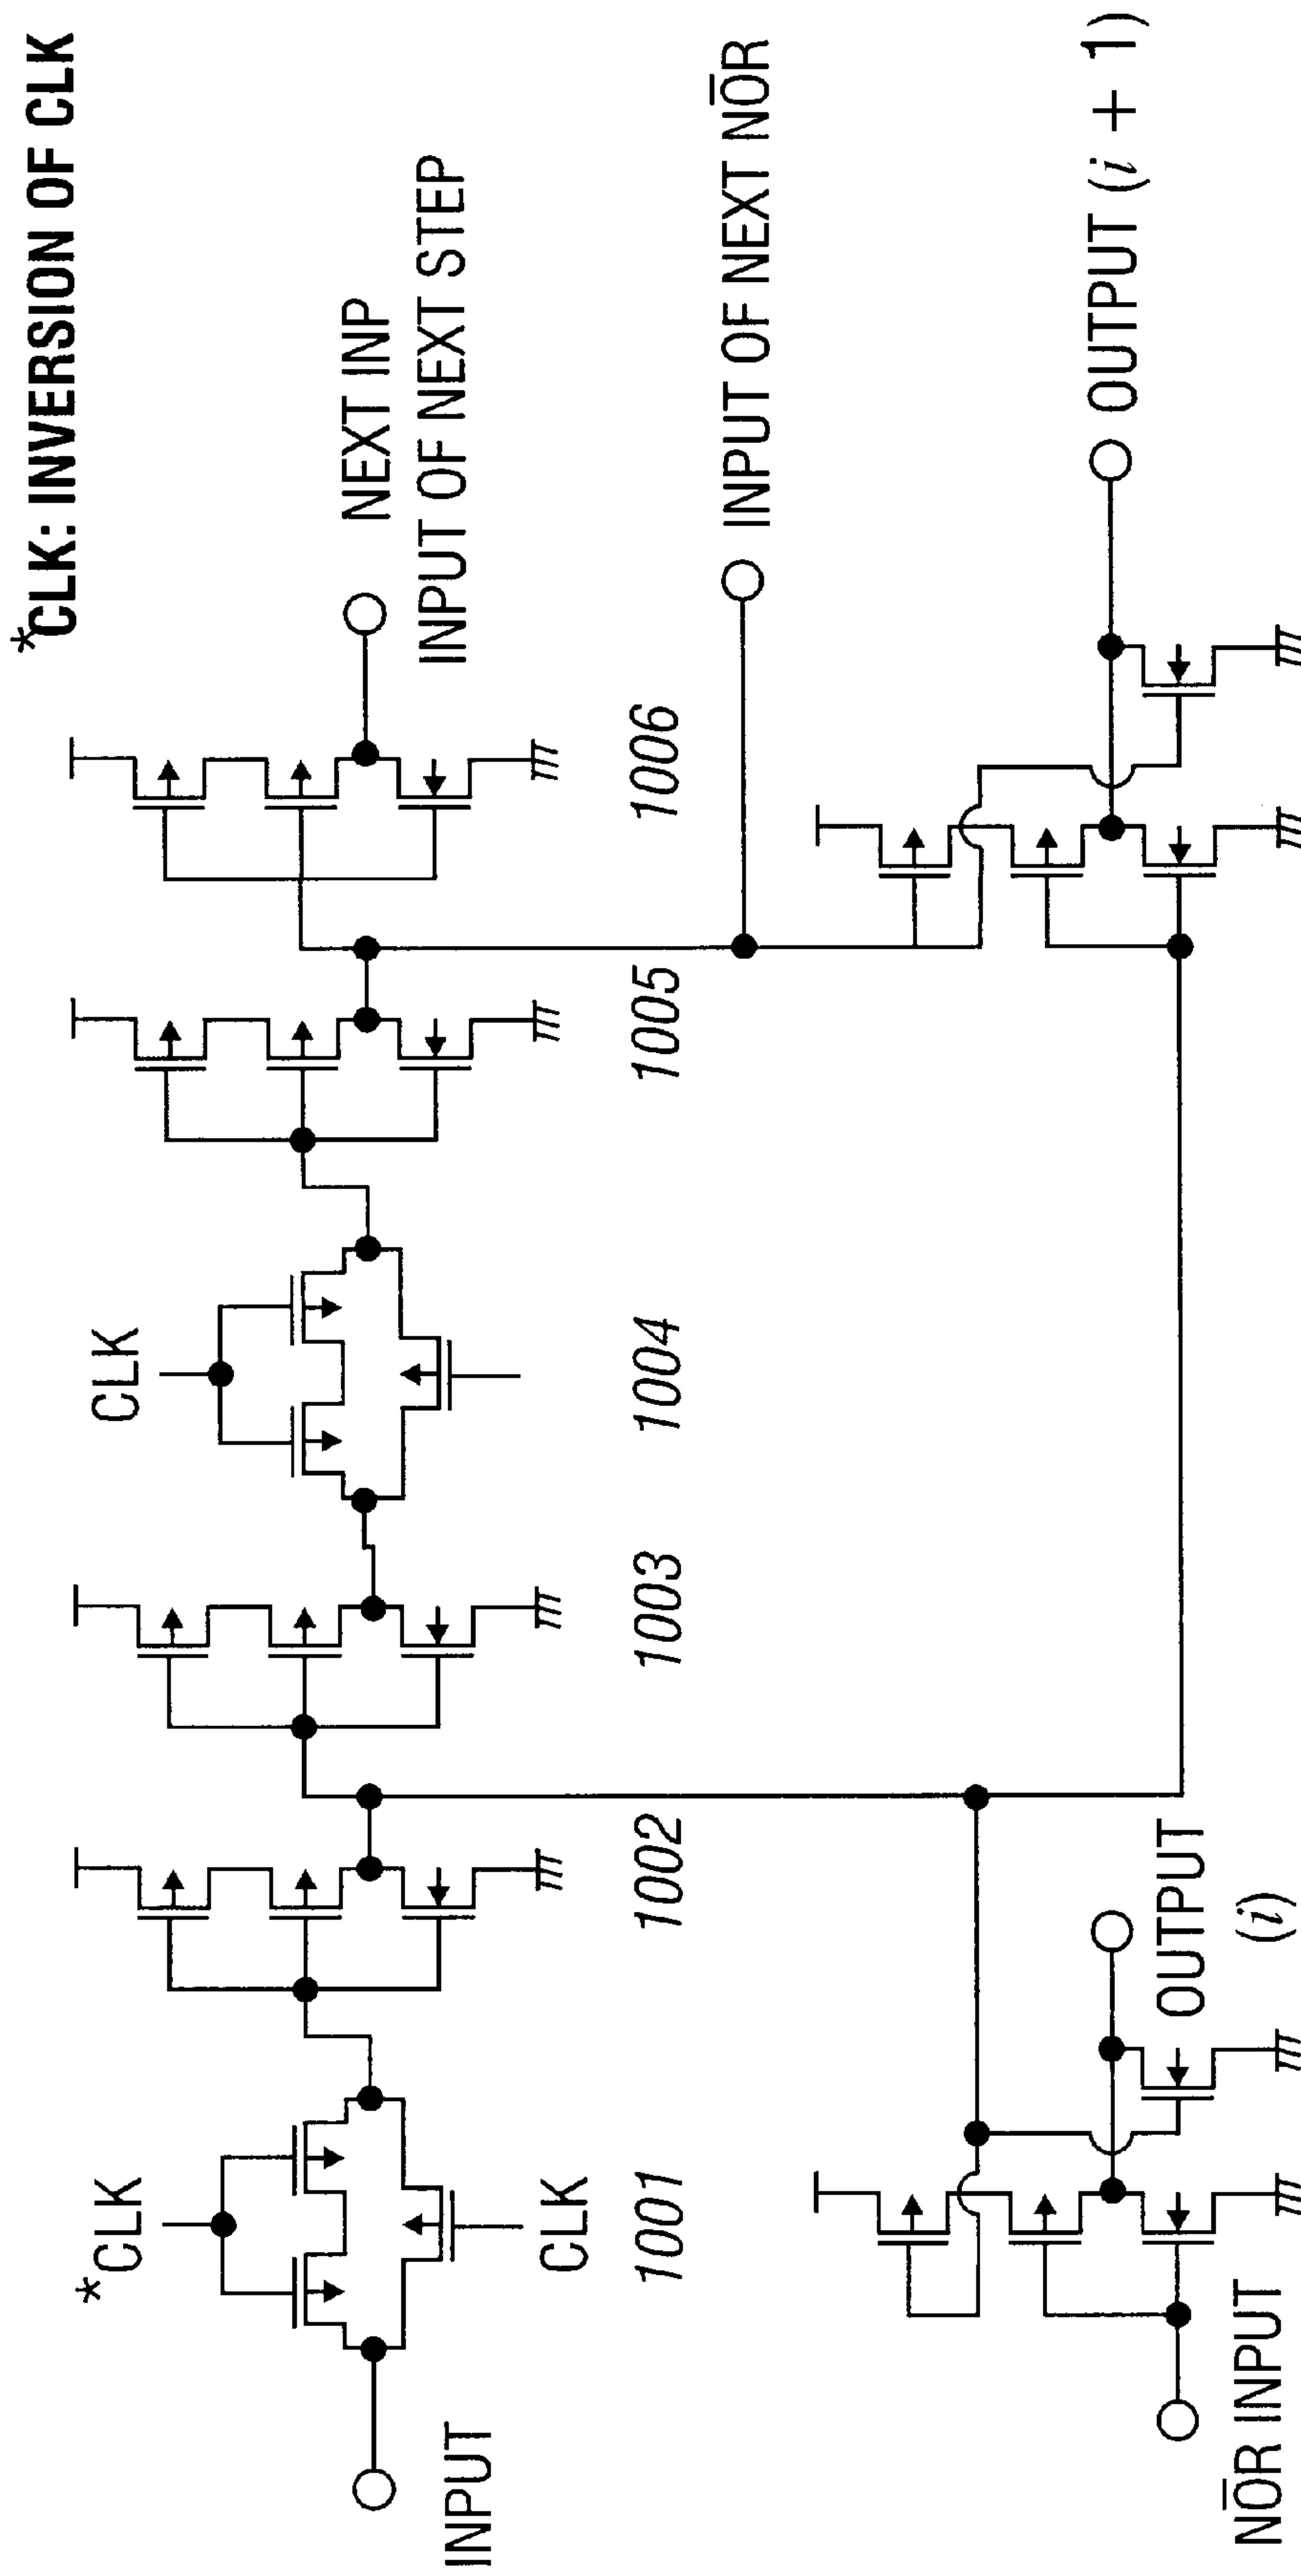 *CLK: INVERSION OF CLK
*CLK
CLK
NEXT INP
INPUT OF NEXT STEP
INPUT
CLK
1001
1002
1003
1004
1005
1006
INPUT OF NEXT NŌR
NŌR INPUT
OUTPUT
(i)
OUTPUT (i + 1)